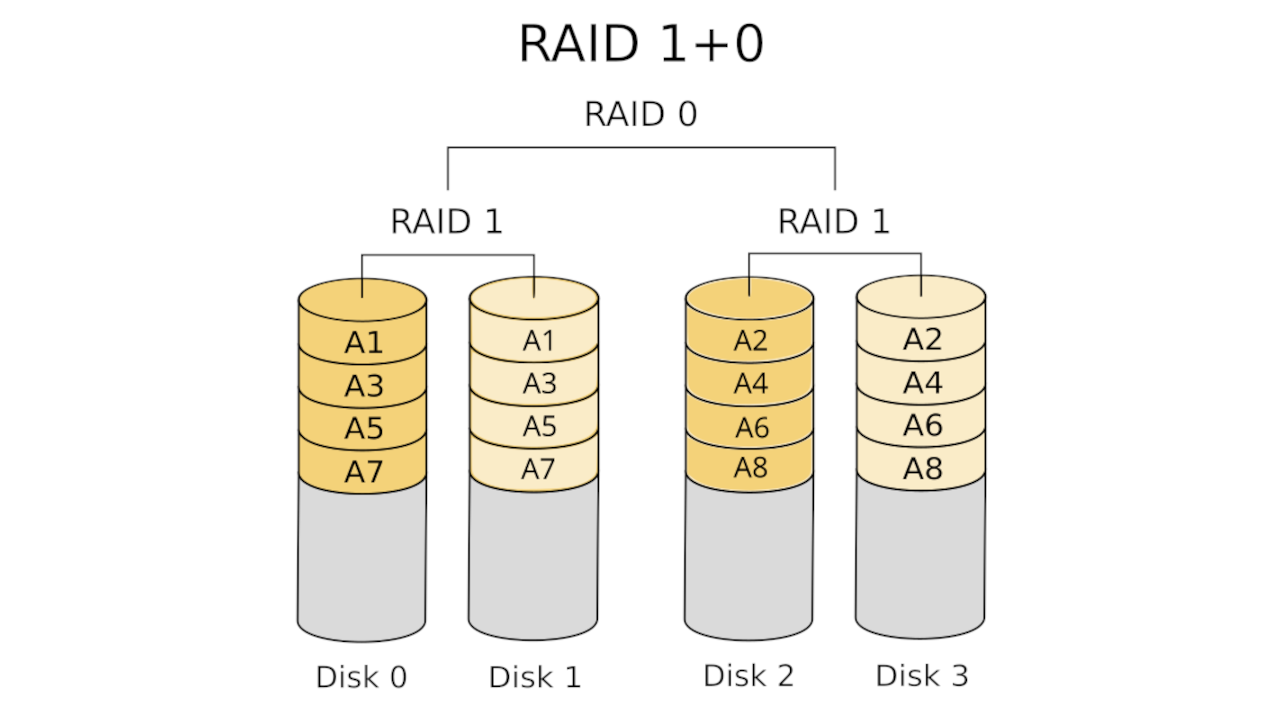 RAID 1+0
RAID 0
RAID 1 RAID 1
A1 A1 A2 A2
A3 A3 A4 A4
A5 A5 A6 A6
A7 A7 A8 A8
Disk 0 Disk 1 Disk 2 Disk 3